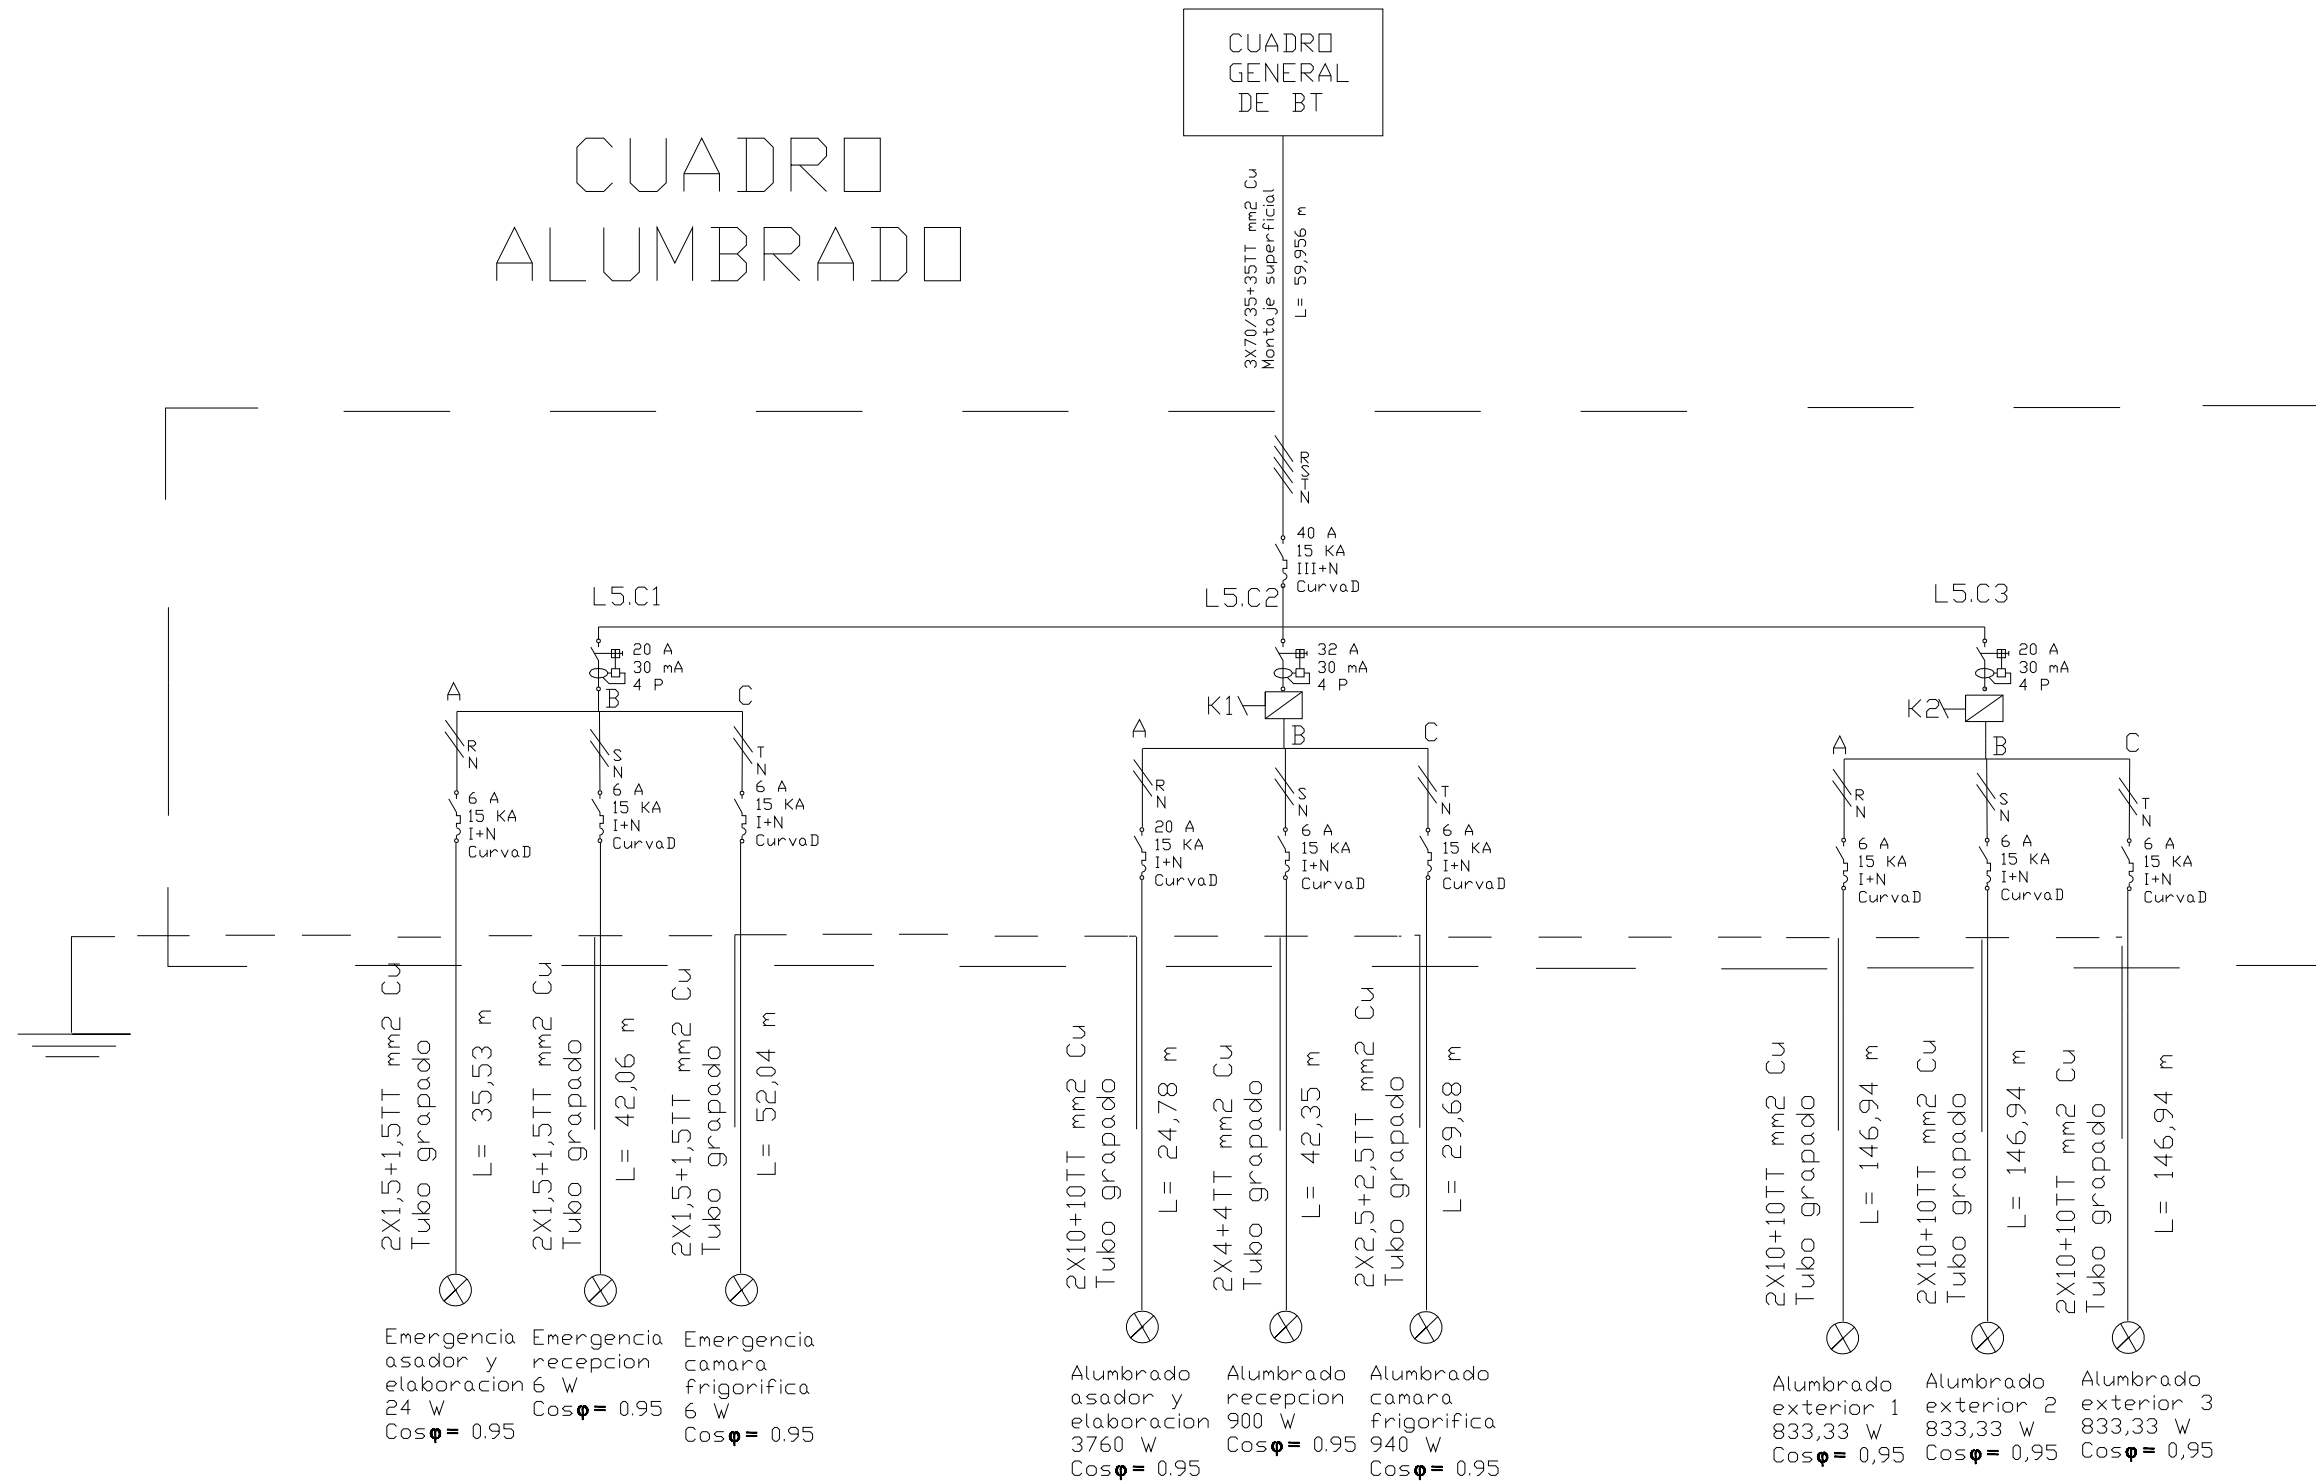 CUADRO
GENERAL
DE BT
CUADRO
ALUMBRADO
3X70/35+35TT mm2 Cu
Montaje superficial
L= 59,956 m
R
S
T
N
40 A
15 KA
III+N
CurvaD
L5.C1
L5.C2
L5.C3
20 A
30 mA
4 P
32 A
30 mA
4 P
20 A
30 mA
4 P
K1
K2
A
B
C
R
N
6 A
15 KA
I+N
CurvaD
S
N
6 A
15 KA
I+N
CurvaD
T
N
6 A
15 KA
I+N
CurvaD
A
B
C
R
N
20 A
15 KA
I+N
CurvaD
S
N
6 A
15 KA
I+N
CurvaD
T
N
6 A
15 KA
I+N
CurvaD
A
B
C
R
N
6 A
15 KA
I+N
CurvaD
S
N
6 A
15 KA
I+N
CurvaD
T
N
6 A
15 KA
I+N
CurvaD
2X1,5+1,5TT mm2 Cu
Tubo grapado
L= 35,53 m
2X1,5+1,5TT mm2 Cu
Tubo grapado
L= 42,06 m
2X1,5+1,5TT mm2 Cu
Tubo grapado
L= 52,04 m
2X10+10TT mm2 Cu
Tubo grapado
L= 24,78 m
2X4+4TT mm2 Cu
Tubo grapado
L= 42,35 m
2X2,5+2,5TT mm2 Cu
Tubo grapado
L= 29,68 m
2X10+10TT mm2 Cu
Tubo grapado
L= 146,94 m
2X10+10TT mm2 Cu
Tubo grapado
L= 146,94 m
2X10+10TT mm2 Cu
Tubo grapado
L= 146,94 m
Emergencia
asador y
elaboracion
24 W
Cosφ= 0.95
Emergencia
recepcion
6 W
Cosφ= 0.95
Emergencia
camara
frigorifica
6 W
Cosφ= 0.95
Alumbrado
asador y
elaboracion
3760 W
Cosφ= 0.95
Alumbrado
recepcion
900 W
Cosφ= 0.95
Alumbrado
camara
frigorifica
940 W
Cosφ= 0.95
Alumbrado
exterior 1
833,33 W
Cosφ= 0,95
Alumbrado
exterior 2
833,33 W
Cosφ= 0,95
Alumbrado
exterior 3
833,33 W
Cosφ= 0,95